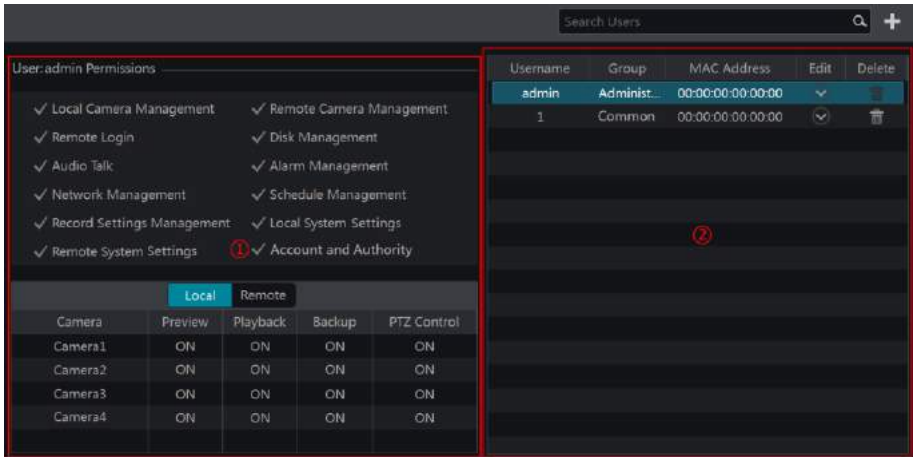 Search Users
User:admin Permissions
Local Camera Management Remote Camera Management
Remote Login Disk Management
Audio Talk Alarm Management
Network Management Schedule Management
Record Settings Management Local System Settings
Remote System Settings ① Account and Authority
Local Remote
Camera Preview Playback Backup PTZ Control
Camera1 ON ON ON ON
Camera2 ON ON ON ON
Camera3 ON ON ON ON
Camera4 ON ON ON ON
Username Group MAC Address Edit Delete
admin Administ... 00:00:00:00:00:00
1 Common 00:00:00:00:00:00
②